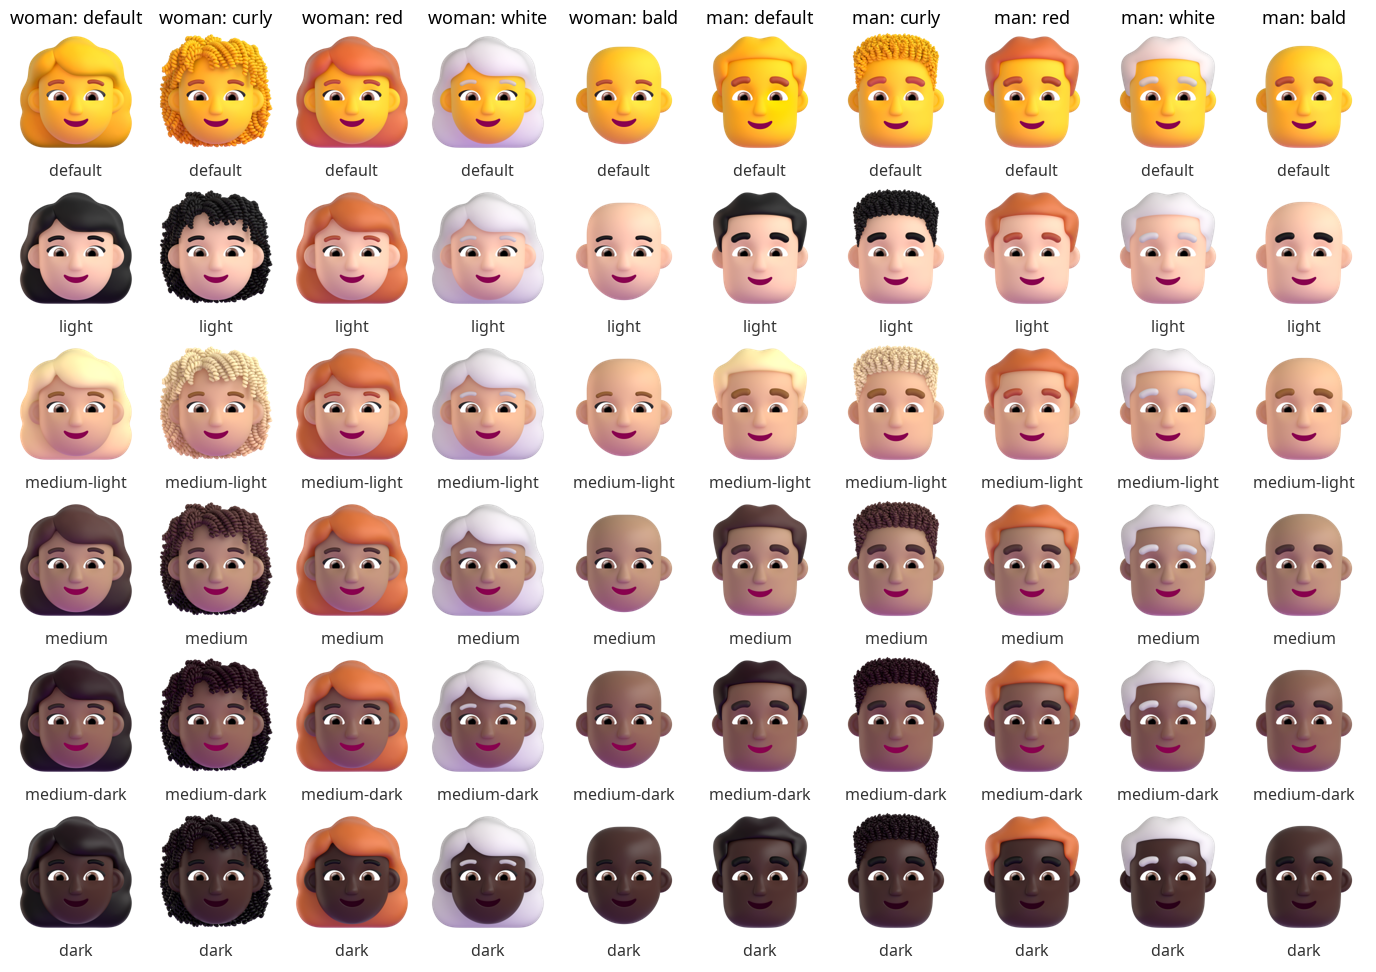 woman: default woman: curly woman: red woman: white woman: bald man: default man: curly man: red man: white man: bald
default default default default default default default default default default
light light light light light light light light light light
medium-light medium-light medium-light medium-light medium-light medium-light medium-light medium-light medium-light medium-light
medium medium medium medium medium medium medium medium medium medium
medium-dark medium-dark medium-dark medium-dark medium-dark medium-dark medium-dark medium-dark medium-dark medium-dark
dark dark dark dark dark dark dark dark dark dark